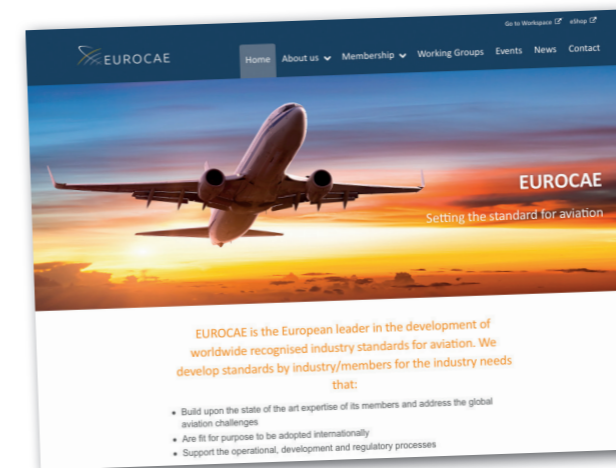 Go to Workspace eShop
EUROCAE
Home About us Membership Working Groups Events News Contact
EUROCAE
Setting the standard for aviation
EUROCAE is the European leader in the development of
worldwide recognised industry standards for aviation. We
develop standards by industry/members for the industry needs
that:
• Build upon the state of the art expertise of its members and address the global
aviation challenges
• Are fit for purpose to be adopted internationally
• Support the operational, development and regulatory processes